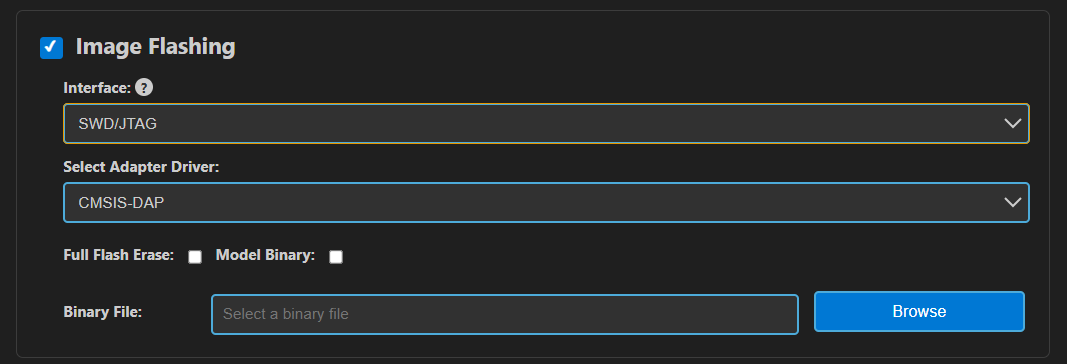 Image Flashing
Interface: ?
SWD/JTAG
Select Adapter Driver:
CMSIS-DAP
Full Flash Erase: Model Binary:
Binary File: Select a binary file Browse